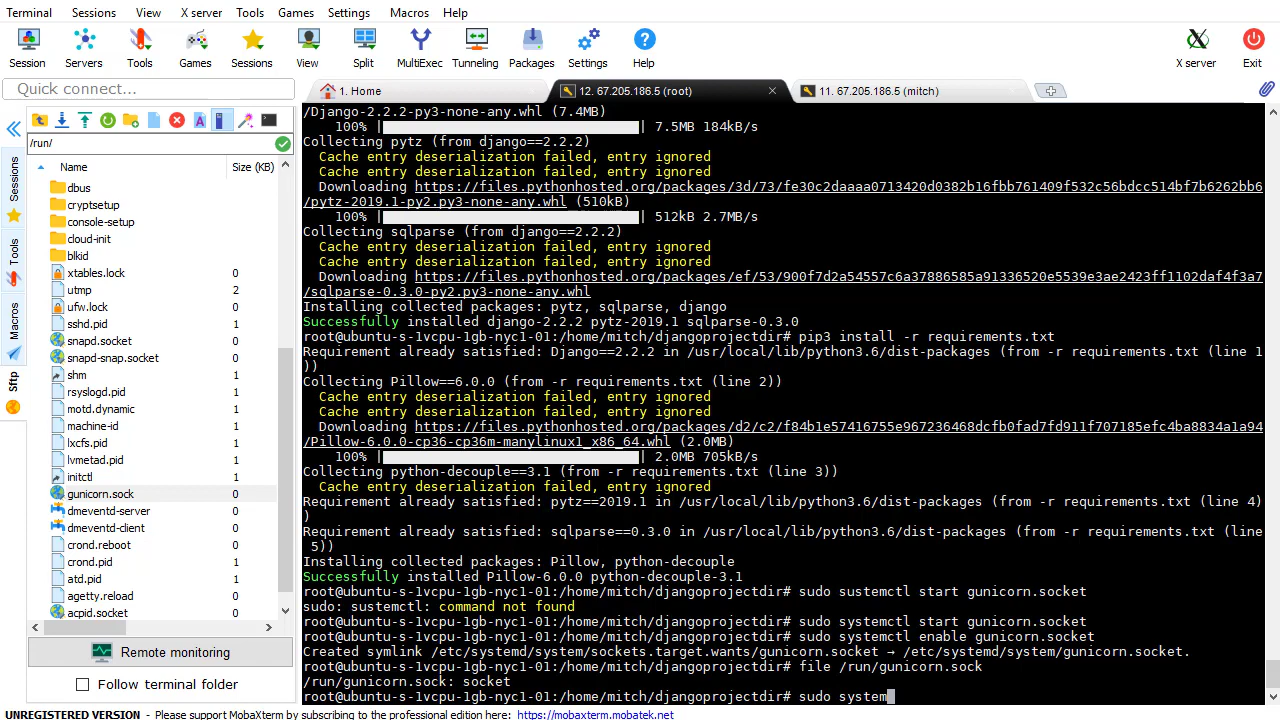 Terminal Sessions View X server Tools Games Settings Macros Help
Session Servers Tools Games Sessions View Split MultiExec Tunneling Packages Settings Help X server Exit
Quick connect...
1. Home
12. 67.205.186.5 (root)
11. 67.205.186.5 (mitch)
Sessions
Tools
Macros
Sftp
/run/
Name Size (KB)
dbus
cryptsetup
console-setup
cloud-init
blkid
xtables.lock 0
utmp 2
ufw.lock 0
sshd.pid 1
snapd.socket 0
snapd-snap.socket 0
shm 1
rsyslogd.pid 1
motd.dynamic 1
machine-id 1
lxcfs.pid 1
lvmetad.pid 1
initctl 1
gunicorn.sock 0
dmeventd-server 0
dmeventd-client 0
crond.reboot 0
crond.pid 1
atd.pid 1
agetty.reload 1
acpid.socket 0
Remote monitoring
Follow terminal folder
/Django-2.2.2-py3-none-any.whl (7.4MB)
100% | | 7.5MB 184kB/s
Collecting pytz (from django==2.2.2)
Cache entry deserialization failed, entry ignored
Cache entry deserialization failed, entry ignored
Downloading https://files.pythonhosted.org/packages/3d/73/fe30c2daaaa0713420d0382b16fbb761409f532c56bdcc514bf7b6262bb6
/pytz-2019.1-py2.py3-none-any.whl (510kB)
100% | | 512kB 2.7MB/s
Collecting sqlparse (from django==2.2.2)
Cache entry deserialization failed, entry ignored
Cache entry deserialization failed, entry ignored
Downloading https://files.pythonhosted.org/packages/ef/53/900f7d2a54557c6a37886585a91336520e5539e3ae2423ff1102daf4f3a7
/sqlparse-0.3.0-py2.py3-none-any.whl
Installing collected packages: pytz, sqlparse, django
Successfully installed django-2.2.2 pytz-2019.1 sqlparse-0.3.0
root@ubuntu-s-1vcpu-1gb-nyc1-01:/home/mitch/djangoprojectdir# pip3 install -r requirements.txt
Requirement already satisfied: Django==2.2.2 in /usr/local/lib/python3.6/dist-packages (from -r requirements.txt (line 1
))
Collecting Pillow==6.0.0 (from -r requirements.txt (line 2))
Cache entry deserialization failed, entry ignored
Cache entry deserialization failed, entry ignored
Downloading https://files.pythonhosted.org/packages/d2/c2/f84b1e57416755e967236468dcfb0fad7fd911f707185efc4ba8834a1a94
/Pillow-6.0.0-cp36-cp36m-manylinux1_x86_64.whl (2.0MB)
100% | | 2.0MB 705kB/s
Collecting python-decouple==3.1 (from -r requirements.txt (line 3))
Cache entry deserialization failed, entry ignored
Requirement already satisfied: pytz==2019.1 in /usr/local/lib/python3.6/dist-packages (from -r requirements.txt (line 4)
)
Requirement already satisfied: sqlparse==0.3.0 in /usr/local/lib/python3.6/dist-packages (from -r requirements.txt (line
5))
Installing collected packages: Pillow, python-decouple
Successfully installed Pillow-6.0.0 python-decouple-3.1
root@ubuntu-s-1vcpu-1gb-nyc1-01:/home/mitch/djangoprojectdir# sudo sustemctl start gunicorn.socket
sudo: sustemctl: command not found
root@ubuntu-s-1vcpu-1gb-nyc1-01:/home/mitch/djangoprojectdir# sudo systemctl start gunicorn.socket
root@ubuntu-s-1vcpu-1gb-nyc1-01:/home/mitch/djangoprojectdir# sudo systemctl enable gunicorn.socket
Created symlink /etc/systemd/system/sockets.target.wants/gunicorn.socket → /etc/systemd/system/gunicorn.socket.
root@ubuntu-s-1vcpu-1gb-nyc1-01:/home/mitch/djangoprojectdir# file /run/gunicorn.sock
/run/gunicorn.sock: socket
root@ubuntu-s-1vcpu-1gb-nyc1-01:/home/mitch/djangoprojectdir# sudo system
UNREGISTERED VERSION - Please support MobaXterm by subscribing to the professional edition here: https://mobaxterm.mobatek.net